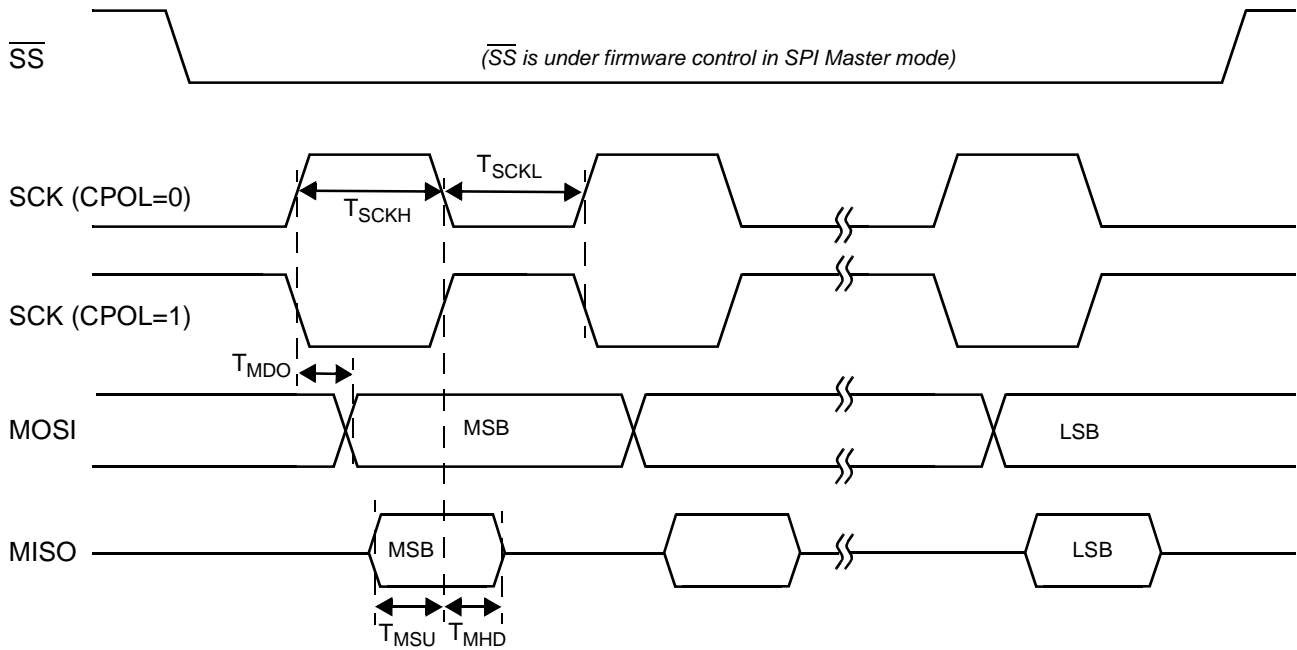 SS
(SS is under firmware control in SPI Master mode)
TSCKL
SCK (CPOL=0)
TSCKH
SCK (CPOL=1)
TMDO
MOSI
MSB
LSB
MISO
MSB
LSB
TMSU
TMHD